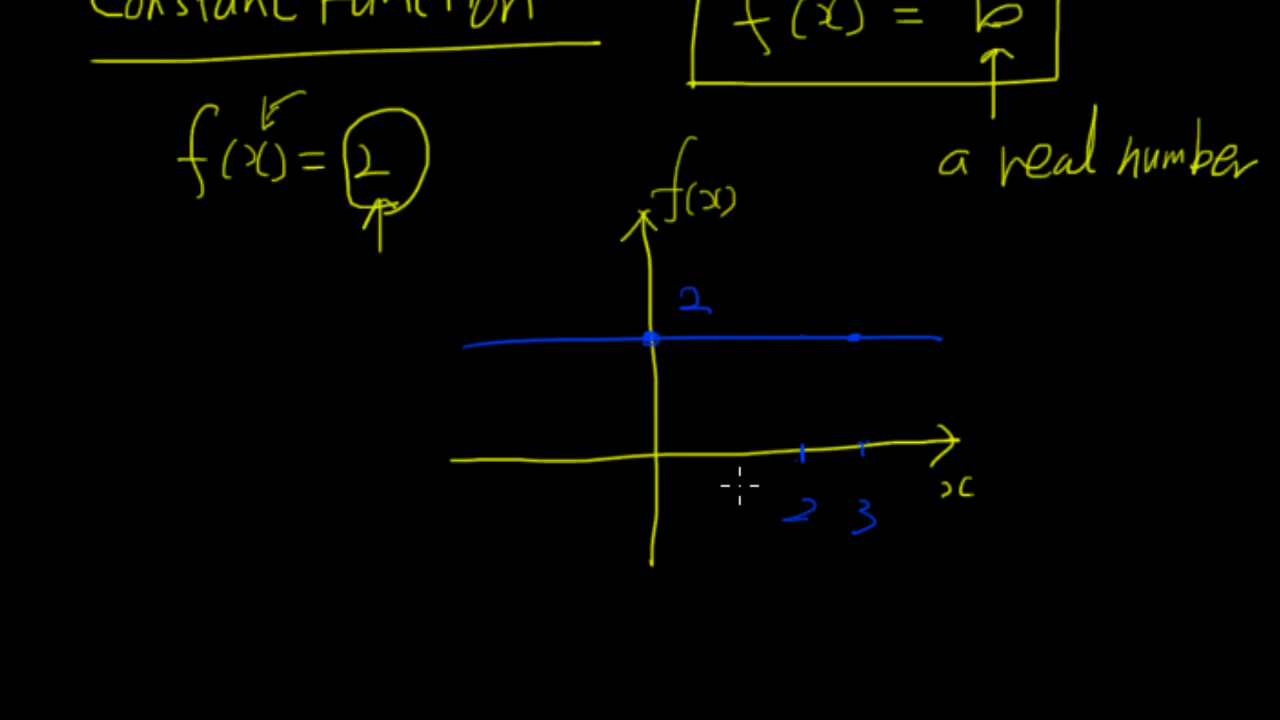 Constant Function
f(x) = b
f(x) = 2
a real number
f(x)
2
x
2 3